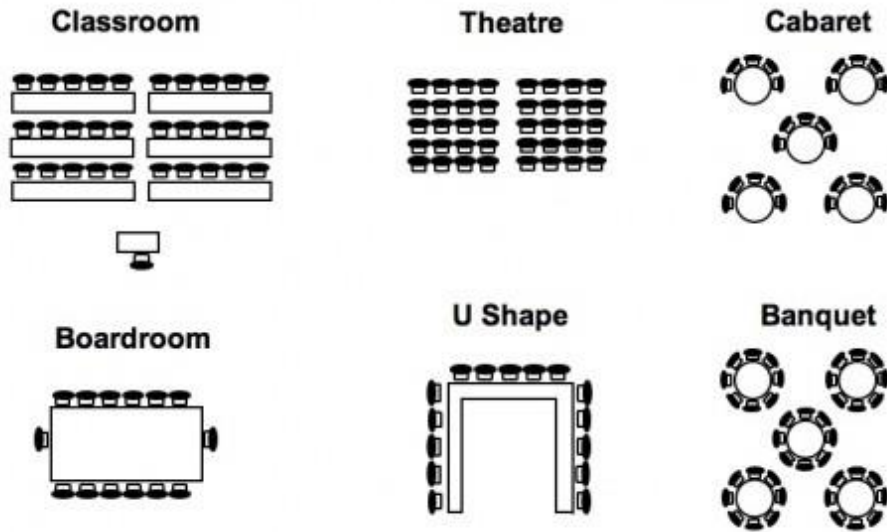 Classroom
Theatre
Cabaret
Boardroom
U Shape
Banquet